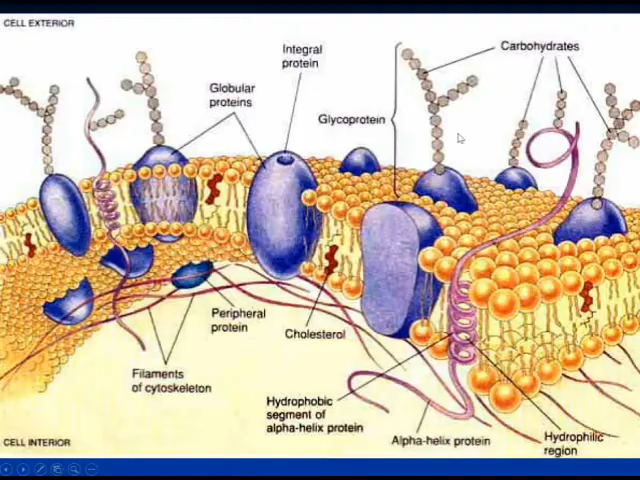 CELL EXTERIOR
Integral
protein
Carbohydrates
Globular
proteins
Glycoprotein
Peripheral
protein
Cholesterol
Filaments
of cytoskeleton
Hydrophobic
segment of
alpha-helix protein
Alpha-helix protein
Hydrophilic
region
CELL INTERIOR